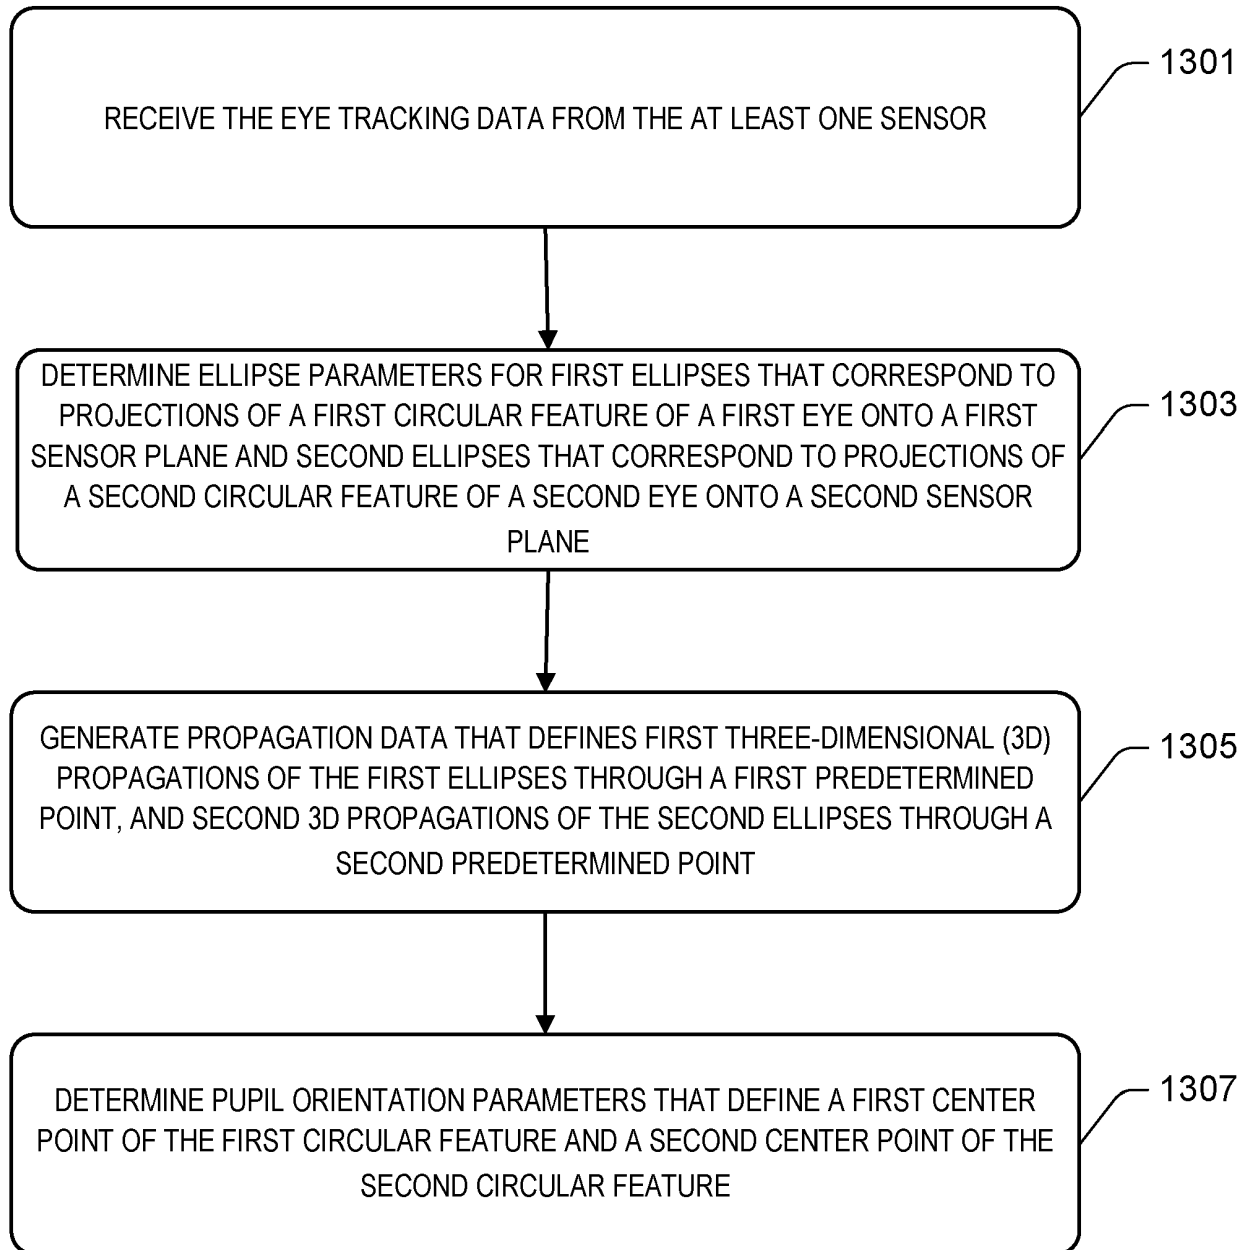 1301
RECEIVE THE EYE TRACKING DATA FROM THE AT LEAST ONE SENSOR
1303
DETERMINE ELLIPSE PARAMETERS FOR FIRST ELLIPSES THAT CORRESPOND TO
PROJECTIONS OF A FIRST CIRCULAR FEATURE OF A FIRST EYE ONTO A FIRST
SENSOR PLANE AND SECOND ELLIPSES THAT CORRESPOND TO PROJECTIONS OF
A SECOND CIRCULAR FEATURE OF A SECOND EYE ONTO A SECOND SENSOR
PLANE
1305
GENERATE PROPAGATION DATA THAT DEFINES FIRST THREE-DIMENSIONAL (3D)
PROPAGATIONS OF THE FIRST ELLIPSES THROUGH A FIRST PREDETERMINED
POINT, AND SECOND 3D PROPAGATIONS OF THE SECOND ELLIPSES THROUGH A
SECOND PREDETERMINED POINT
1307
DETERMINE PUPIL ORIENTATION PARAMETERS THAT DEFINE A FIRST CENTER
POINT OF THE FIRST CIRCULAR FEATURE AND A SECOND CENTER POINT OF THE
SECOND CIRCULAR FEATURE